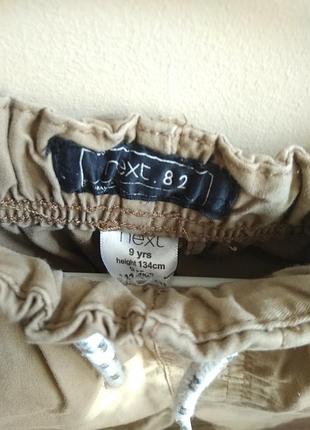 next. 82
next
9 yrs
height 134cm